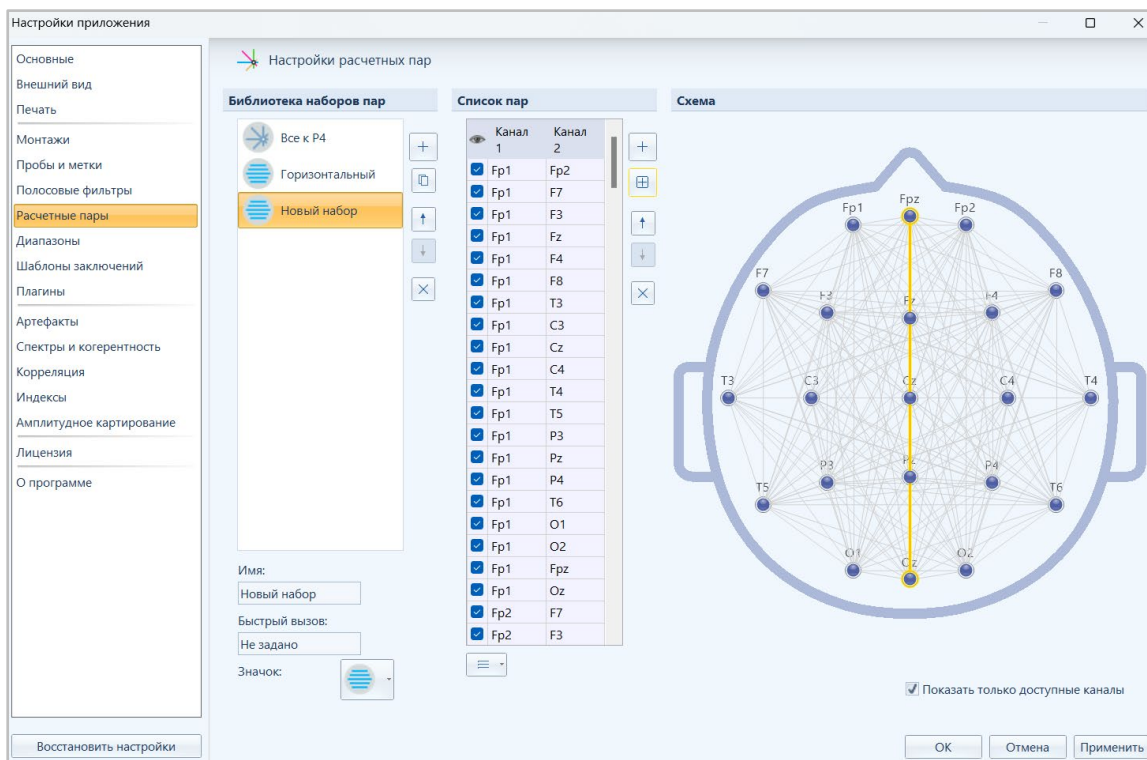 Настройки приложения
Основные
Внешний вид
Печать
Монтажи
Пробы и метки
Полосовые фильтры
Расчетные пары
Диапазоны
Шаблоны заключений
Плагины
Артефакты
Спектры и когерентность
Корреляция
Индексы
Амплитудное картирование
Лицензия
О программе
Восстановить настройки
Настройки расчетных пар
Библиотека наборов пар
Все к P4
Горизонтальный
Новый набор
Имя:
Новый набор
Быстрый вызов:
Не задано
Значок:
Список пар
Канал 1 Канал 2
Fp1 Fp2
Fp1 F7
Fp1 F3
Fp1 Fz
Fp1 F4
Fp1 F8
Fp1 T3
Fp1 C3
Fp1 Cz
Fp1 C4
Fp1 T4
Fp1 T5
Fp1 P3
Fp1 Pz
Fp1 P4
Fp1 T6
Fp1 O1
Fp1 O2
Fp1 Fpz
Fp1 Oz
Fp2 F7
Fp2 F3
Схема
Fp1 Fpz Fp2
F7 F8
F3 Fz F4
T3 C3 Cz C4 T4
P3 Pz P4
T5 T6
O1 Oz O2
Показать только доступные каналы
ОК Отмена Применить